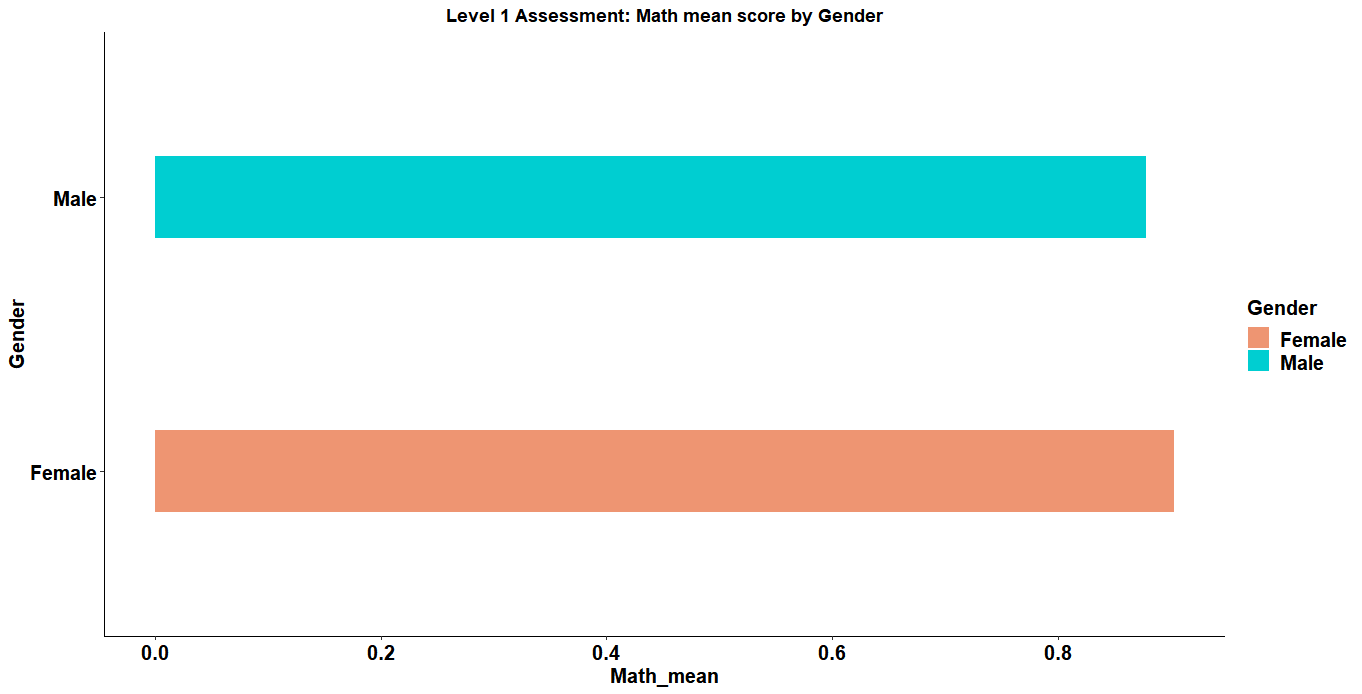 Level 1 Assessment: Math mean score by Gender
Male
Gender
Female
Gender
Female
Male
0.0 0.2 0.4 0.6 0.8
Math_mean